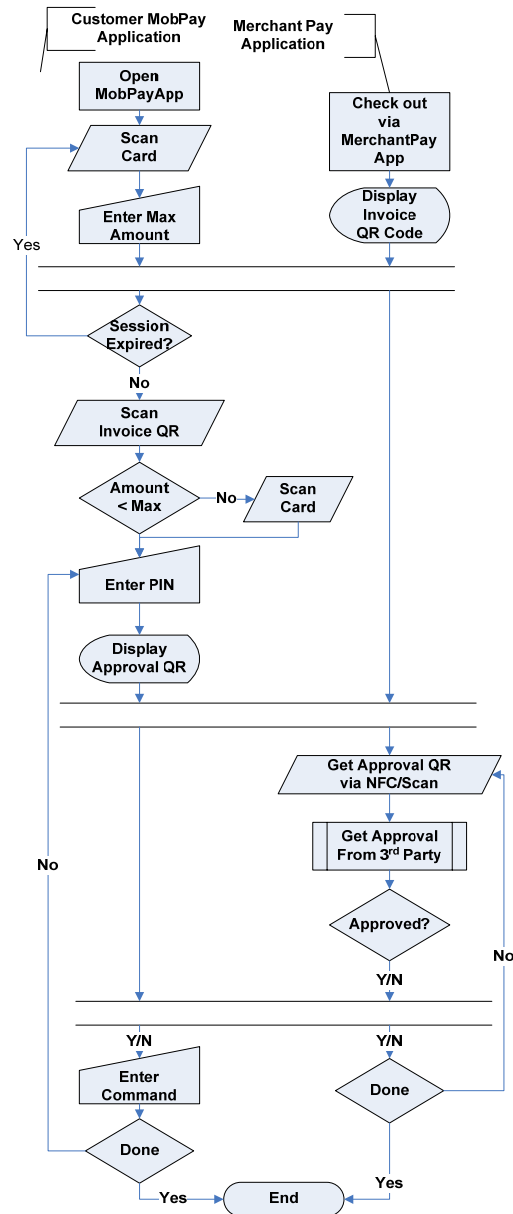 Customer MobPay
Application
Merchant Pay
Application
Open
MobPayApp
Scan
Card
Check out
via
MerchantPay
App
Enter Max
Amount
Display
Invoice
QR Code
Yes
Session
Expired?
No
Scan
Invoice QR
Amount
< Max
No
Scan
Card
Enter PIN
Display
Approval QR
Get Approval QR
via NFC/Scan
Get Approval
From 3rd Party
No
Approved?
No
Y/N
Y/N
Y/N
Enter
Command
Done
Done
Yes
Yes
End